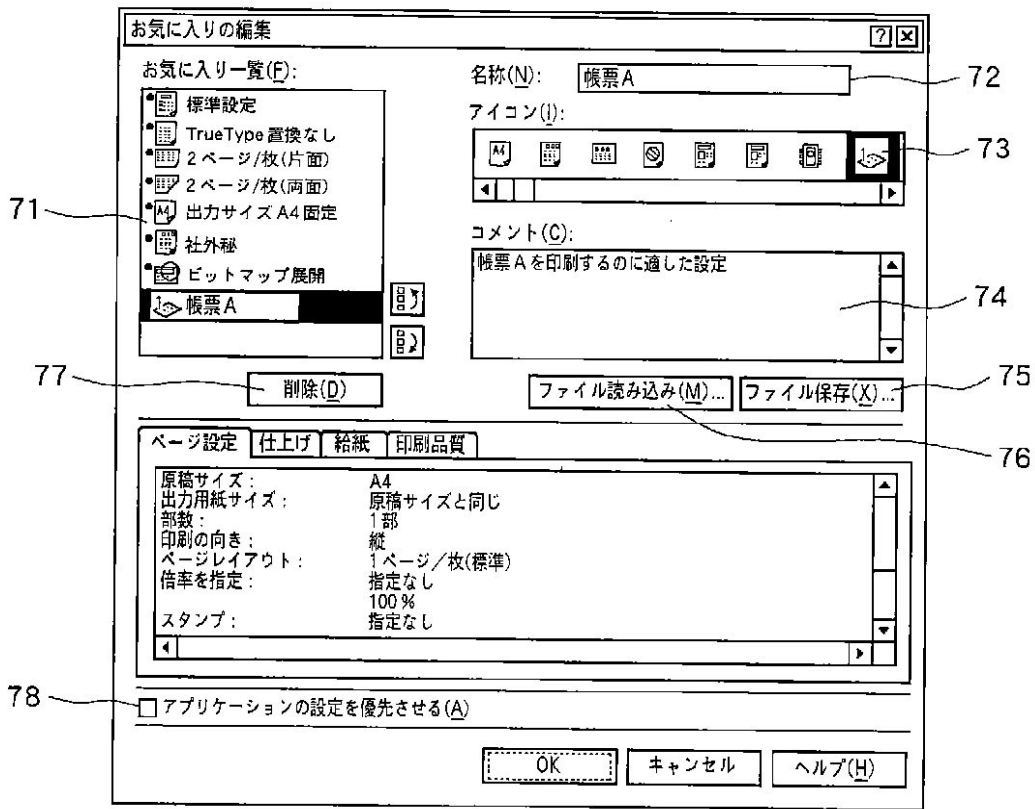 お気に入りの編集
?
×
お気に入り一覧(F):
標準設定
TrueType置換なし
2ページ/枚(片面)
2ページ/枚(両面)
A4
出力サイズA4固定
社外秘
ビットマップ展開
帳票A
71
名称(N):
帳票A
72
アイコン(I):
A4
73
コメント(C):
帳票Aを印刷するのに適した設定
74
77
削除(D)
ファイル読み込み(M)...
ファイル保存(X)...
75
76
ページ設定
仕上げ
給紙
印刷品質
原稿サイズ: A4
出力用紙サイズ: 原稿サイズと同じ
部数: 1部
印刷の向き: 縦
ページレイアウト: 1ページ/枚(標準)
倍率を指定: 指定なし
100%
スタンプ: 指定なし
78
アプリケーションの設定を優先させる(A)
OK
キャンセル
ヘルプ(H)